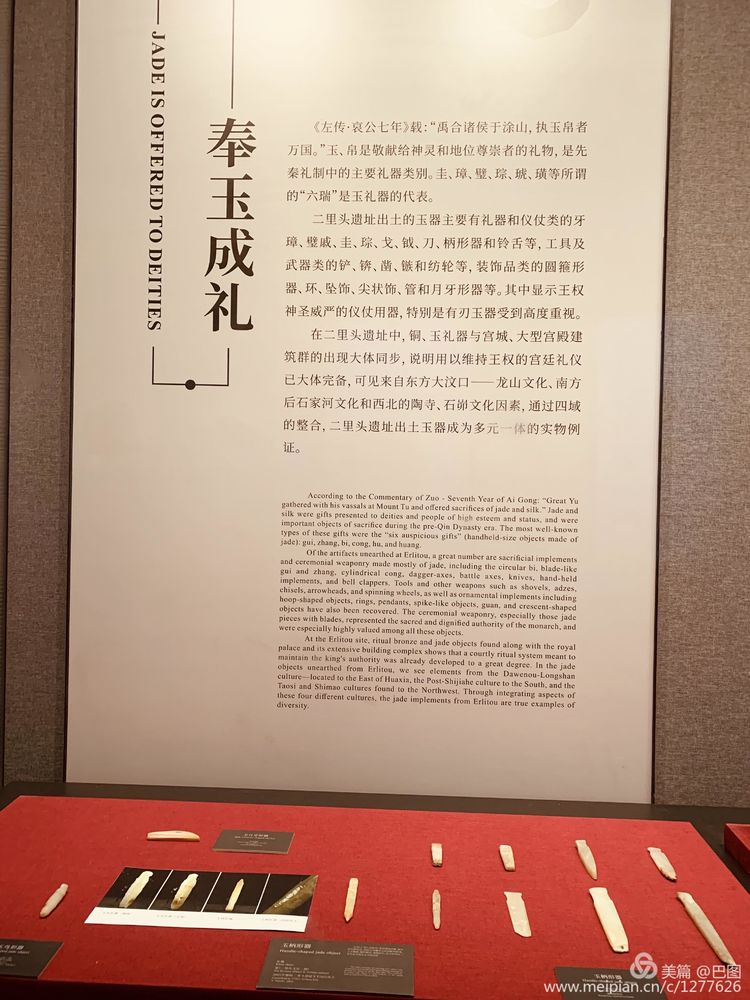 JADE IS OFFERED TO DEITIES
奉玉成礼
《左传·哀公七年》载:“禹合诸侯于涂山, 执玉帛者
万国。”玉、帛是敬献给神灵和地位尊崇者的礼物, 是先
秦礼制中的主要礼器类别。圭、璋、璧、琮、琥、璜等所谓
的“六瑞”是玉礼器的代表。
二里头遗址出土的玉器主要有礼器和仪仗类的牙
璋、璧戚、圭、琮、戈、钺、刀、柄形器和铃舌等, 工具及
武器类的铲、锛、凿、镞和纺轮等, 装饰品类的圆箍形
器、环、坠饰、尖状饰、管和月牙形器等。其中显示王权
神圣威严的仪仗用器, 特别是有刃玉器受到高度重视。
在二里头遗址中, 铜、玉礼器与宫城、大型宫殿建
筑群的出现大体同步, 说明用以维持王权的宫廷礼仪
已大体完备, 可见来自东方大汶口——龙山文化、南方
后石家河文化和西北的陶寺、石峁文化因素, 通过四域
的整合, 二里头遗址出土玉器成为多元一体的实物例
证。
According to the Commentary of Zuo - Seventh Year of Ai Gong: “Great Yu
gathered with his vassals at Mount Tu and offered sacrifices of jade and silk.” Jade and
silk were gifts presented to deities and people of high esteem and status, and were
important objects of sacrifice during the pre-Qin Dynasty era. The most well-known
types of these gifts were the “six auspicious gifts” (handheld-size objects made of
jade): gui, zhang, bi, cong, hu, and huang.
Of the artifacts unearthed at Erlitou, a great number are sacrificial implements
and ceremonial weaponry made mostly of jade, including the circular bi, blade-like
gui and zhang, cylindrical cong, dagger-axes, battle axes, knives, hand-held
implements, and bell clappers. Tools and other weapons such as shovels, adzes,
chisels, arrowheads, and spinning wheels, as well as ornamental implements including
hoop-shaped objects, rings, pendants, spike-like objects, guan, and crescent-shaped
objects have also been recovered. The ceremonial weaponry, especially those jade
pieces with blades, represented the sacred and dignified authority of the monarch, and
were especially highly valued among all these objects.
At the Erlitou site, ritual bronze and jade objects found along with the royal
palace and its extensive building complex shows that a courtly ritual system meant to
maintain the king's authority was already developed to a great degree. In the jade
objects unearthed from Erlitou, we see elements from the Dawenou-Longshan
culture—located to the East of Huaxia, the Post-Shijiahe culture to the South, and the
Taosi and Shimao cultures found to the Northwest. Through integrating aspects of
these four different cultures, the jade implements from Erlitou are true examples of
diversity.
玉月牙形器
玉柄形器
Handle-shaped jade object
玉柄形器
美篇 @巴图
www.meipian.cn/c/1277626